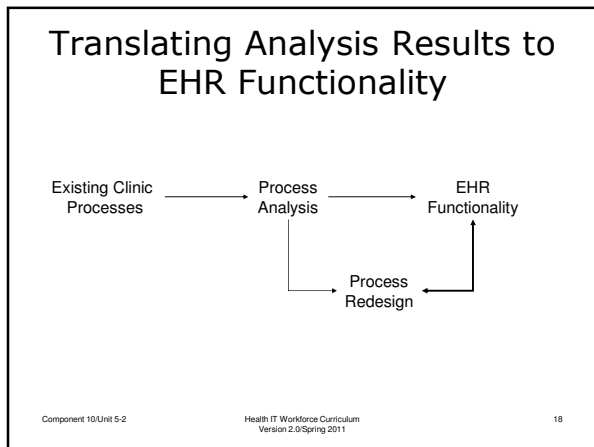 Translating Analysis Results to
EHR Functionality
Existing Clinic
Processes
Process
Analysis
EHR
Functionality
Process
Redesign
Component 10/Unit 5-2
Health IT Workforce Curriculum
Version 2.0/Spring 2011
18